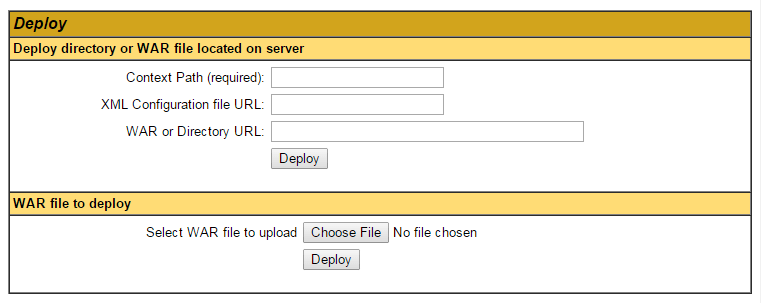 Deploy
Deploy directory or WAR file located on server
Context Path (required):
XML Configuration file URL:
WAR or Directory URL:
Deploy
WAR file to deploy
Select WAR file to upload Choose File No file chosen
Deploy